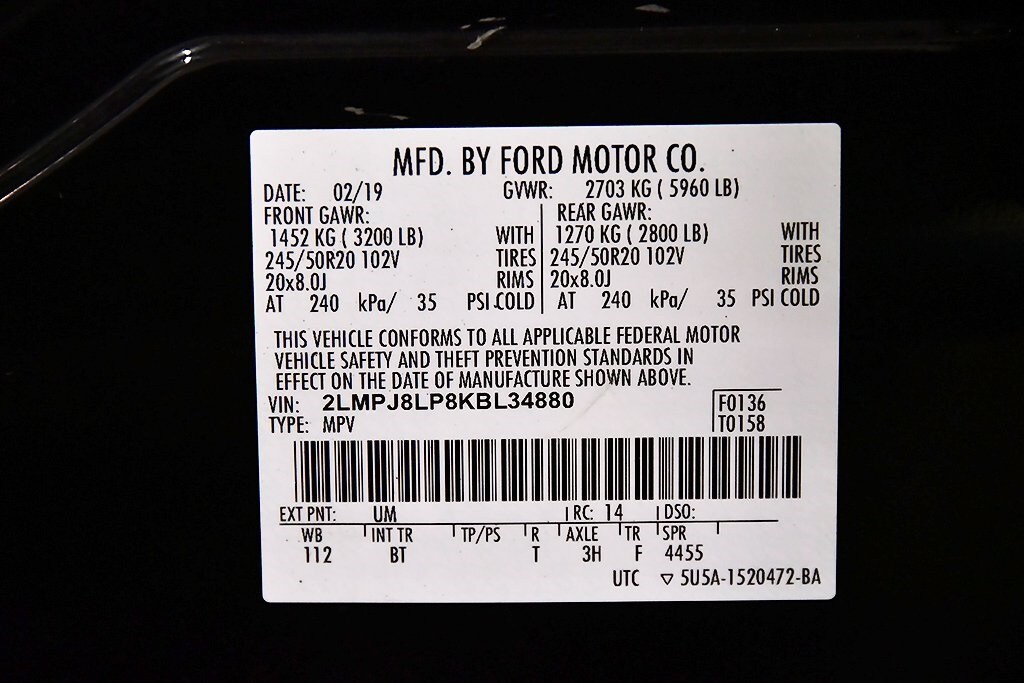 MFD. BY FORD MOTOR CO.
DATE: 02/19 GVWR: 2703 KG ( 5960 LB)
FRONT GAWR: REAR GAWR:
1452 KG ( 3200 LB) WITH 1270 KG ( 2800 LB) WITH
245/50R20 102V TIRES 245/50R20 102V TIRES
20x8.0J RIMS 20x8.0J RIMS
AT 240 kPa/ 35 PSI COLD AT 240 kPa/ 35 PSI COLD
THIS VEHICLE CONFORMS TO ALL APPLICABLE FEDERAL MOTOR
VEHICLE SAFETY AND THEFT PREVENTION STANDARDS IN
EFFECT ON THE DATE OF MANUFACTURE SHOWN ABOVE.
VIN: 2LMPJ8LP8KBL34880 F0136
TYPE: MPV T0158
EXT PNT: UM RC: 14 DSO:
WB INT TR TP/PS R AXLE TR SPR
112 BT T 3H F 4455
UTC ▽ 5U5A-1520472-BA